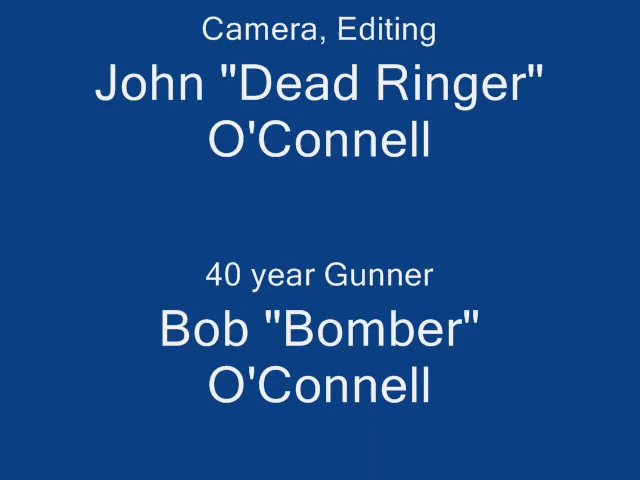 Camera, Editing
John "Dead Ringer"
O'Connell
40 year Gunner
Bob "Bomber"
O'Connell